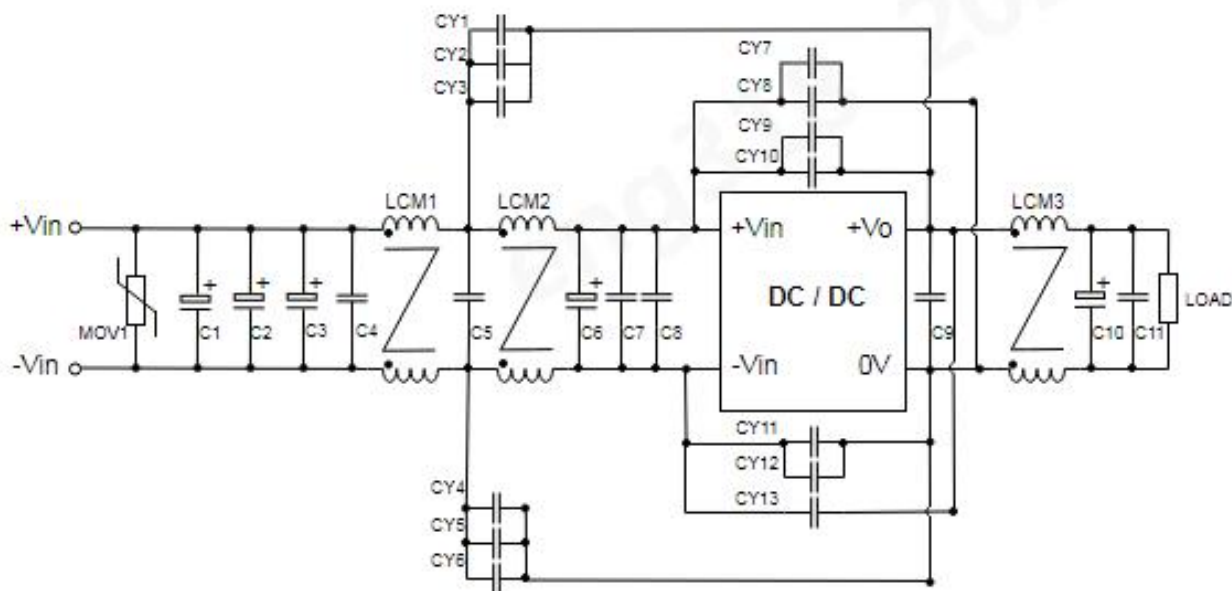 CY1
CY2
CY3
CY7
CY8
CY9
CY10
LCM1
LCM2
LCM3
+Vin
+Vin
+Vo
DC / DC
MOV1
+
C1
+
C2
+
C3
C4
C5
+
C6
C7
C8
C9
+
C10
C11
LOAD
-Vin
-Vin
0V
CY11
CY12
CY13
CY4
CY5
CY6